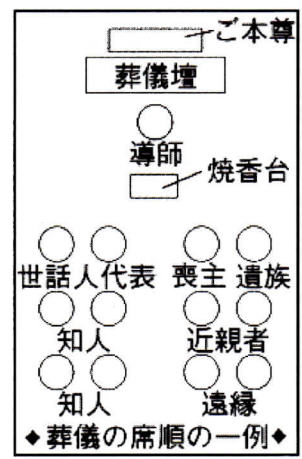 ご本尊
葬儀壇
導師
焼香台
世話人代表 喪主 遺族
知人 近親者
知人 遠縁
◆葬儀の席順の一例◆